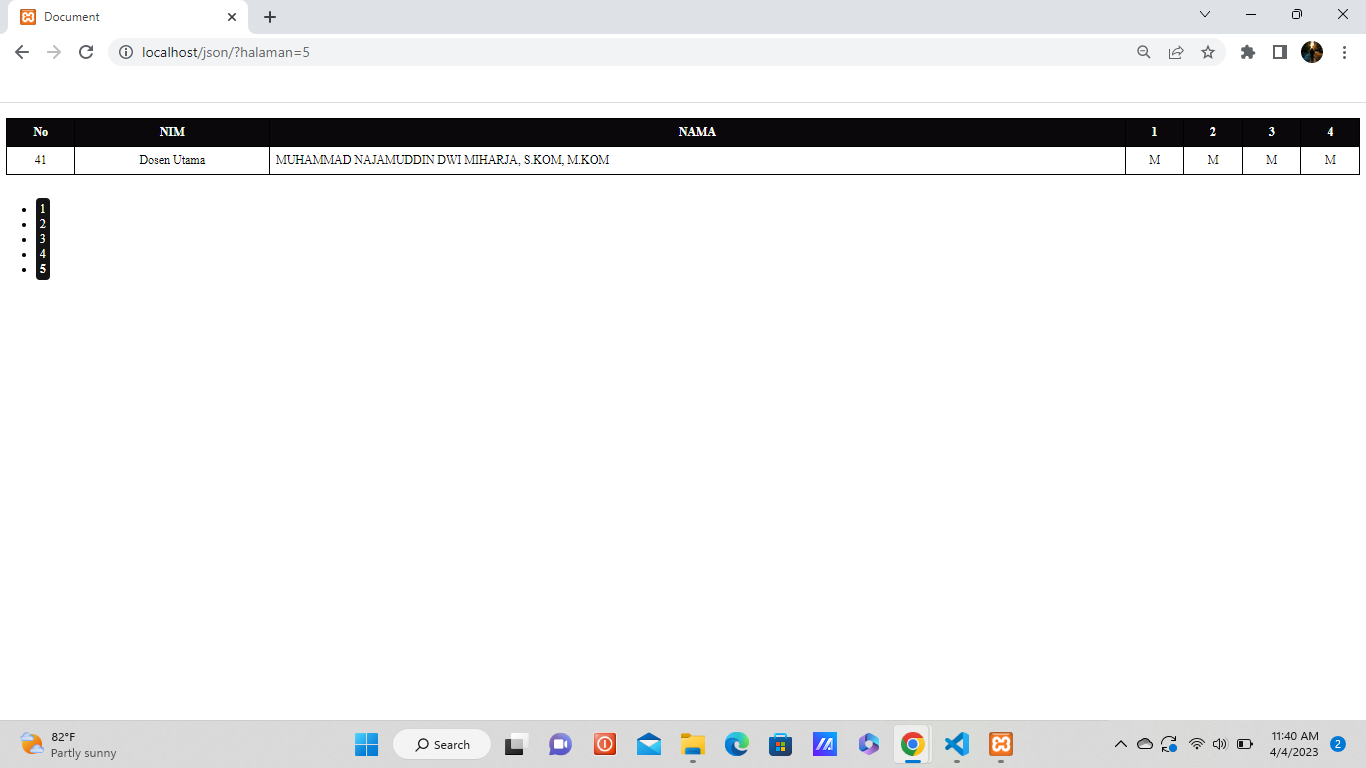 Document
localhost/json/?halaman=5
No NIM NAMA 1 2 3 4
41 Dosen Utama MUHAMMAD NAJAMUDDIN DWI MIHARJA, S.KOM, M.KOM M M M M
1
2
3
4
5
82°F
Partly sunny
Search
11:40 AM
4/4/2023
2